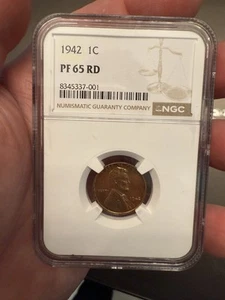 1942 1C
PF 65 RD
8345337-001
NUMISMATIC GUARANTY COMPANY
NGC